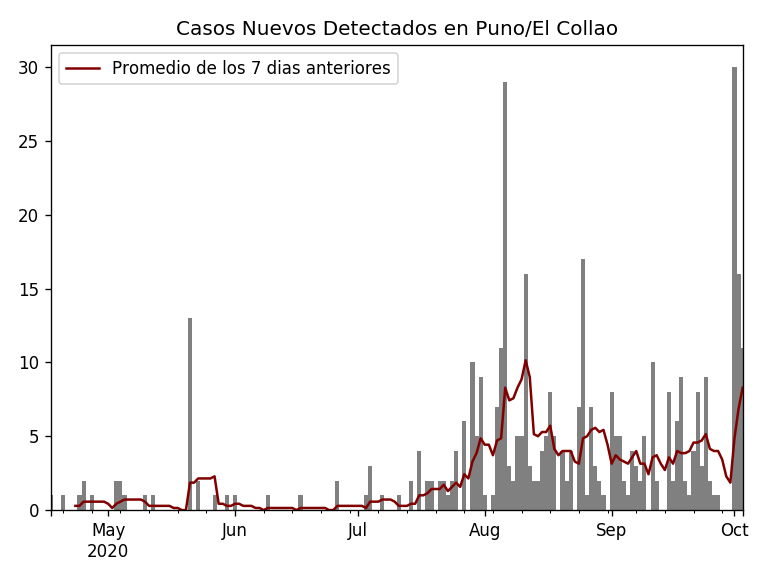 Casos Nuevos Detectados en Puno/El Collao
Promedio de los 7 dias anteriores
30
25
20
15
10
5
0
May Jun Jul Aug Sep Oct
2020